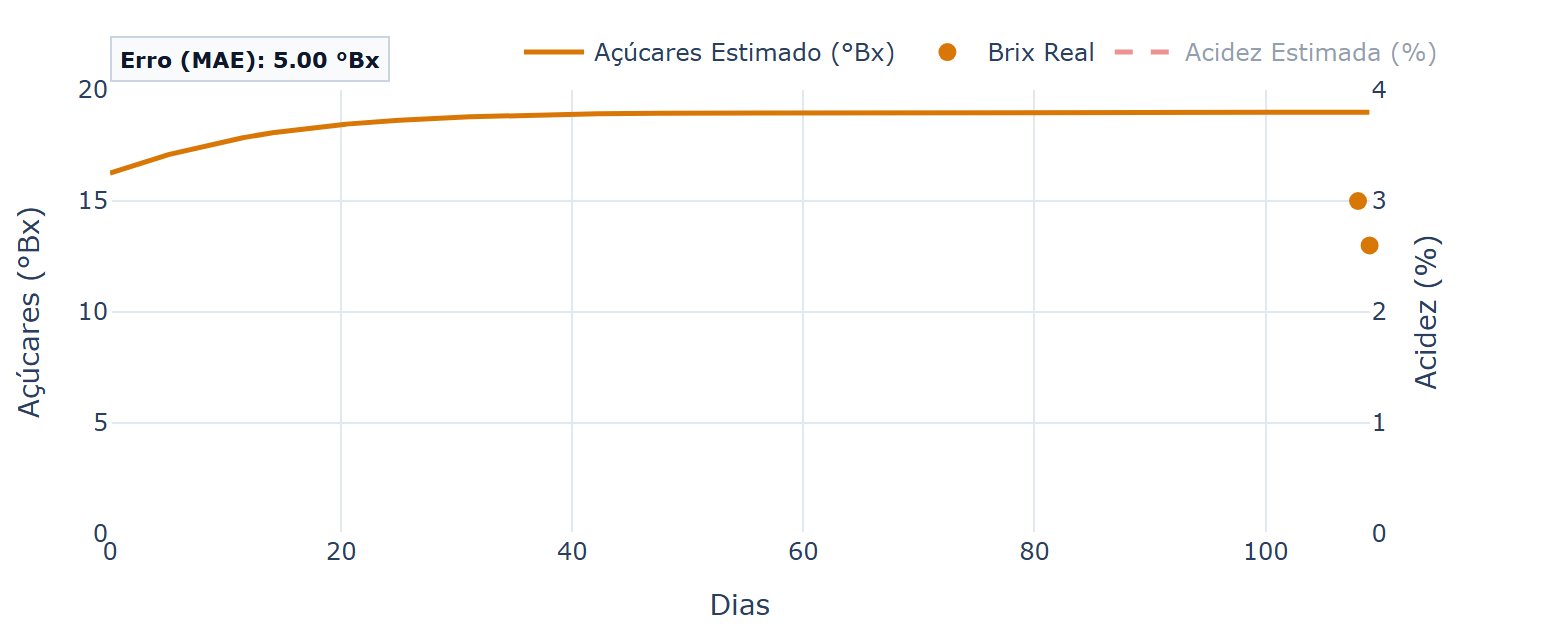 Erro (MAE): 5.00 ºBx
Açúcares Estimado (°Bx)
Brix Real
Acidez Estimada (%)
20
15
10
5
0
Açúcares (°Bx)
4
3
2
1
0
Acidez (%)
0
20
40
60
80
100
Dias